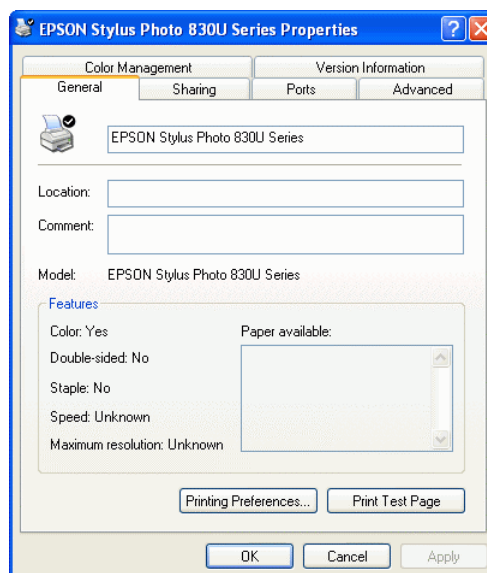 EPSON Stylus Photo 830U Series Properties
Color Management
Version Information
General
Sharing
Ports
Advanced
EPSON Stylus Photo 830U Series
Location:
Comment:
Model: EPSON Stylus Photo 830U Series
Features
Color: Yes
Paper available:
Double-sided: No
Staple: No
Speed: Unknown
Maximum resolution: Unknown
Printing Preferences...
Print Test Page
OK
Cancel
Apply